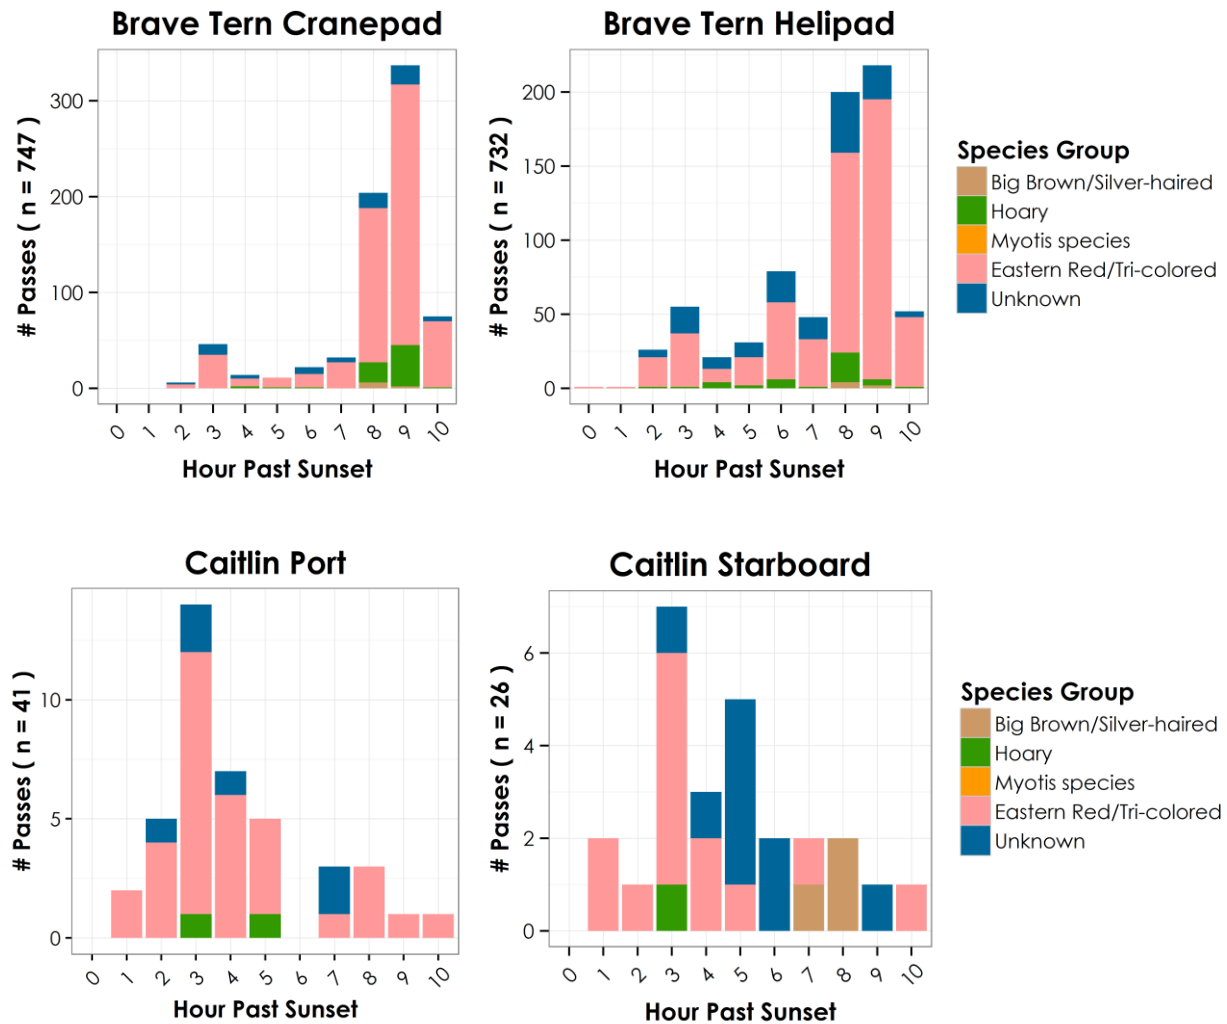 Brave Tern Cranepad
Brave Tern Helipad
# Passes ( n = 747 )
300
200
100
0
0 1 2 3 4 5 6 7 8 9 10
Hour Past Sunset
# Passes ( n = 732 )
200
150
100
50
0
0 1 2 3 4 5 6 7 8 9 10
Hour Past Sunset
Species Group
Big Brown/Silver-haired
Hoary
Myotis species
Eastern Red/Tri-colored
Unknown
Caitlin Port
Caitlin Starboard
# Passes ( n = 41 )
10
5
0
0 1 2 3 4 5 6 7 8 9 10
Hour Past Sunset
# Passes ( n = 26 )
6
4
2
0
0 1 2 3 4 5 6 7 8 9 10
Hour Past Sunset
Species Group
Big Brown/Silver-haired
Hoary
Myotis species
Eastern Red/Tri-colored
Unknown